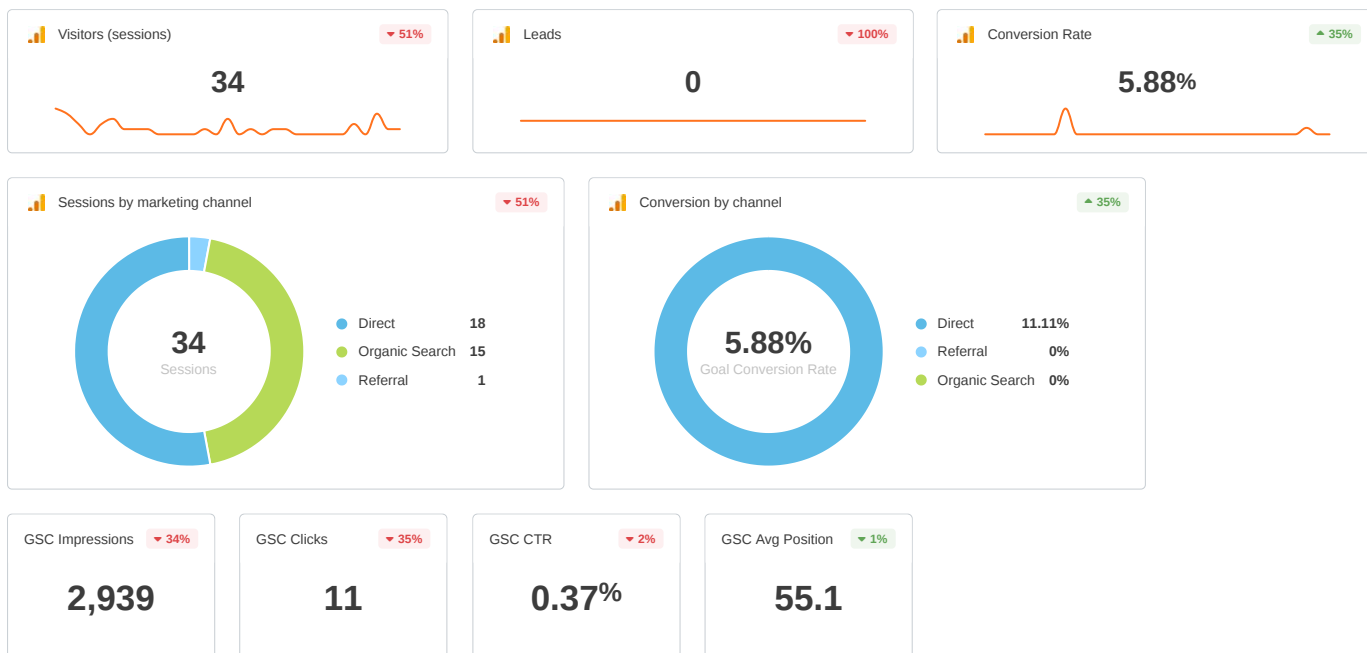 Visitors (sessions) 51%
34
Leads 100%
0
Conversion Rate 35%
5.88%
Sessions by marketing channel 51%
34
Sessions
Direct 18
Organic Search 15
Referral 1
Conversion by channel 35%
5.88%
Goal Conversion Rate
Direct 11.11%
Referral 0%
Organic Search 0%
GSC Impressions 34%
2,939
GSC Clicks 35%
11
GSC CTR 2%
0.37%
GSC Avg Position 1%
55.1